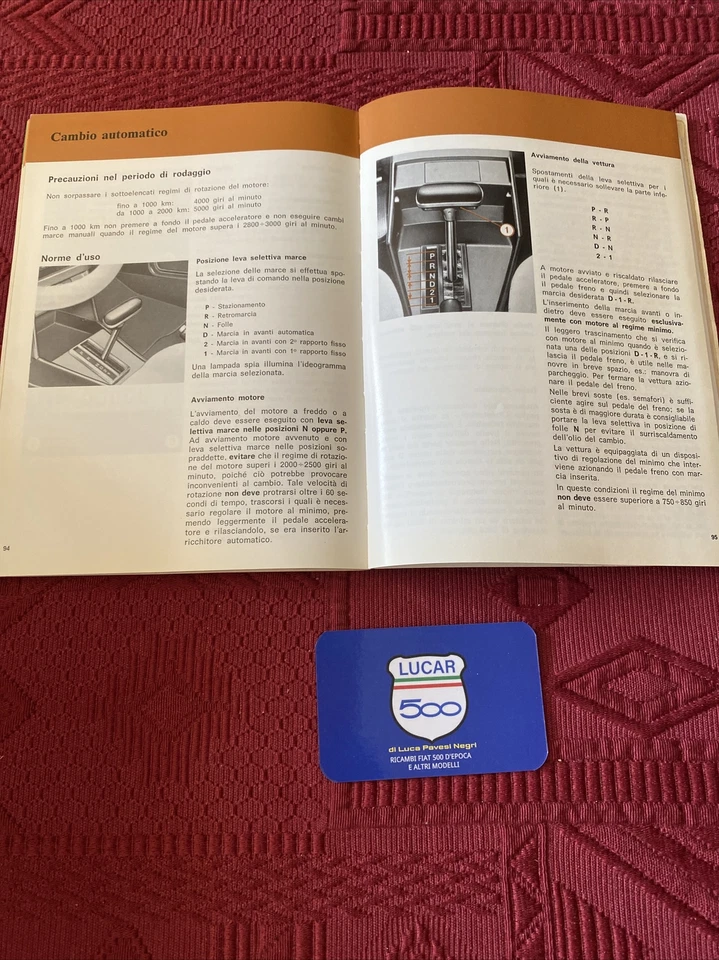 Cambio automatico
Precauzioni nel periodo di rodaggio
Non sorpassare i sottoelencati regimi di rotazione del motore:
fino a 1000 km: 4000 giri al minuto
da 1000 a 2000 km: 5000 giri al minuto
Fino a 1000 km non premere a fondo il pedale acceleratore e non eseguire cambi
marce manuali quando il regime del motore supera i 2800÷3000 giri al minuto.
Norme d'uso
Posizione leva selettiva marce
La selezione delle marce si effettua spo-
stando la leva di comando nella posizione
desiderata.
P - Stazionamento
R - Retromarcia
N - Folle
D - Marcia in avanti automatica
2 - Marcia in avanti con 2º rapporto fisso
1 - Marcia in avanti con 1º rapporto fisso
Una lampada spia illumina l'ideogramma
della marcia selezionata.
Avviamento motore
L'avviamento del motore a freddo o a
caldo deve essere eseguito con leva se-
lettiva marce nelle posizioni N oppure P.
Ad avviamento motore avvenuto e con
leva selettiva marce nelle posizioni so-
praddette, evitare che il regime di rotazio-
ne del motore superi i 2000÷2500 giri al
minuto, poiché ciò potrebbe provocare
inconvenienti al cambio. Tale velocità di
rotazione non deve protrarsi oltre i 60 se-
condi di tempo, trascorsi i quali è neces-
sario regolare il motore al minimo, pre-
mendo leggermente il pedale accelera-
tore e rilasciandolo, se era inserito l'ar-
ricchitore automatico.
94
P
R
N
D
2
1
1
Avviamento della vettura
Spostamenti della leva selettiva per i
quali è necessario sollevare la parte infe-
riore (1).
P - R
R - P
R - N
N - R
D - N
2 - 1
A motore avviato e riscaldato rilasciare
il pedale acceleratore, premere a fondo
il pedale freno e quindi selezionare la
marcia desiderata D - 1 - R.
L'inserimento della marcia avanti o in-
dietro deve essere eseguito esclusiva-
mente con motore al regime minimo.
Il leggero trascinamento che si verifica
con motore al minimo quando è selezio-
nata una delle posizioni D - 1 - R, e si ri-
lascia il pedale freno, è utile nelle ma-
novre in breve spazio, es.: manovra di
parcheggio. Per fermare la vettura azio-
nare il pedale del freno.
Nelle brevi soste (es. semafori) è suffi-
ciente agire sul pedale del freno; se la
sosta è di maggiore durata è consigliabile
portare la leva selettiva in posizione di
folle N per evitare il surriscaldamento
dell'olio del cambio.
La vettura è equipaggiata di un disposi-
tivo di regolazione del minimo che inter-
viene azionando il pedale freno con mar-
cia inserita.
In queste condizioni il regime del minimo
non deve essere superiore a 750÷850 giri
al minuto.
95
LUCAR
500
di Luca Pavesi Negri
RICAMBI FIAT 500 D'EPOCA
E ALTRI MODELLI